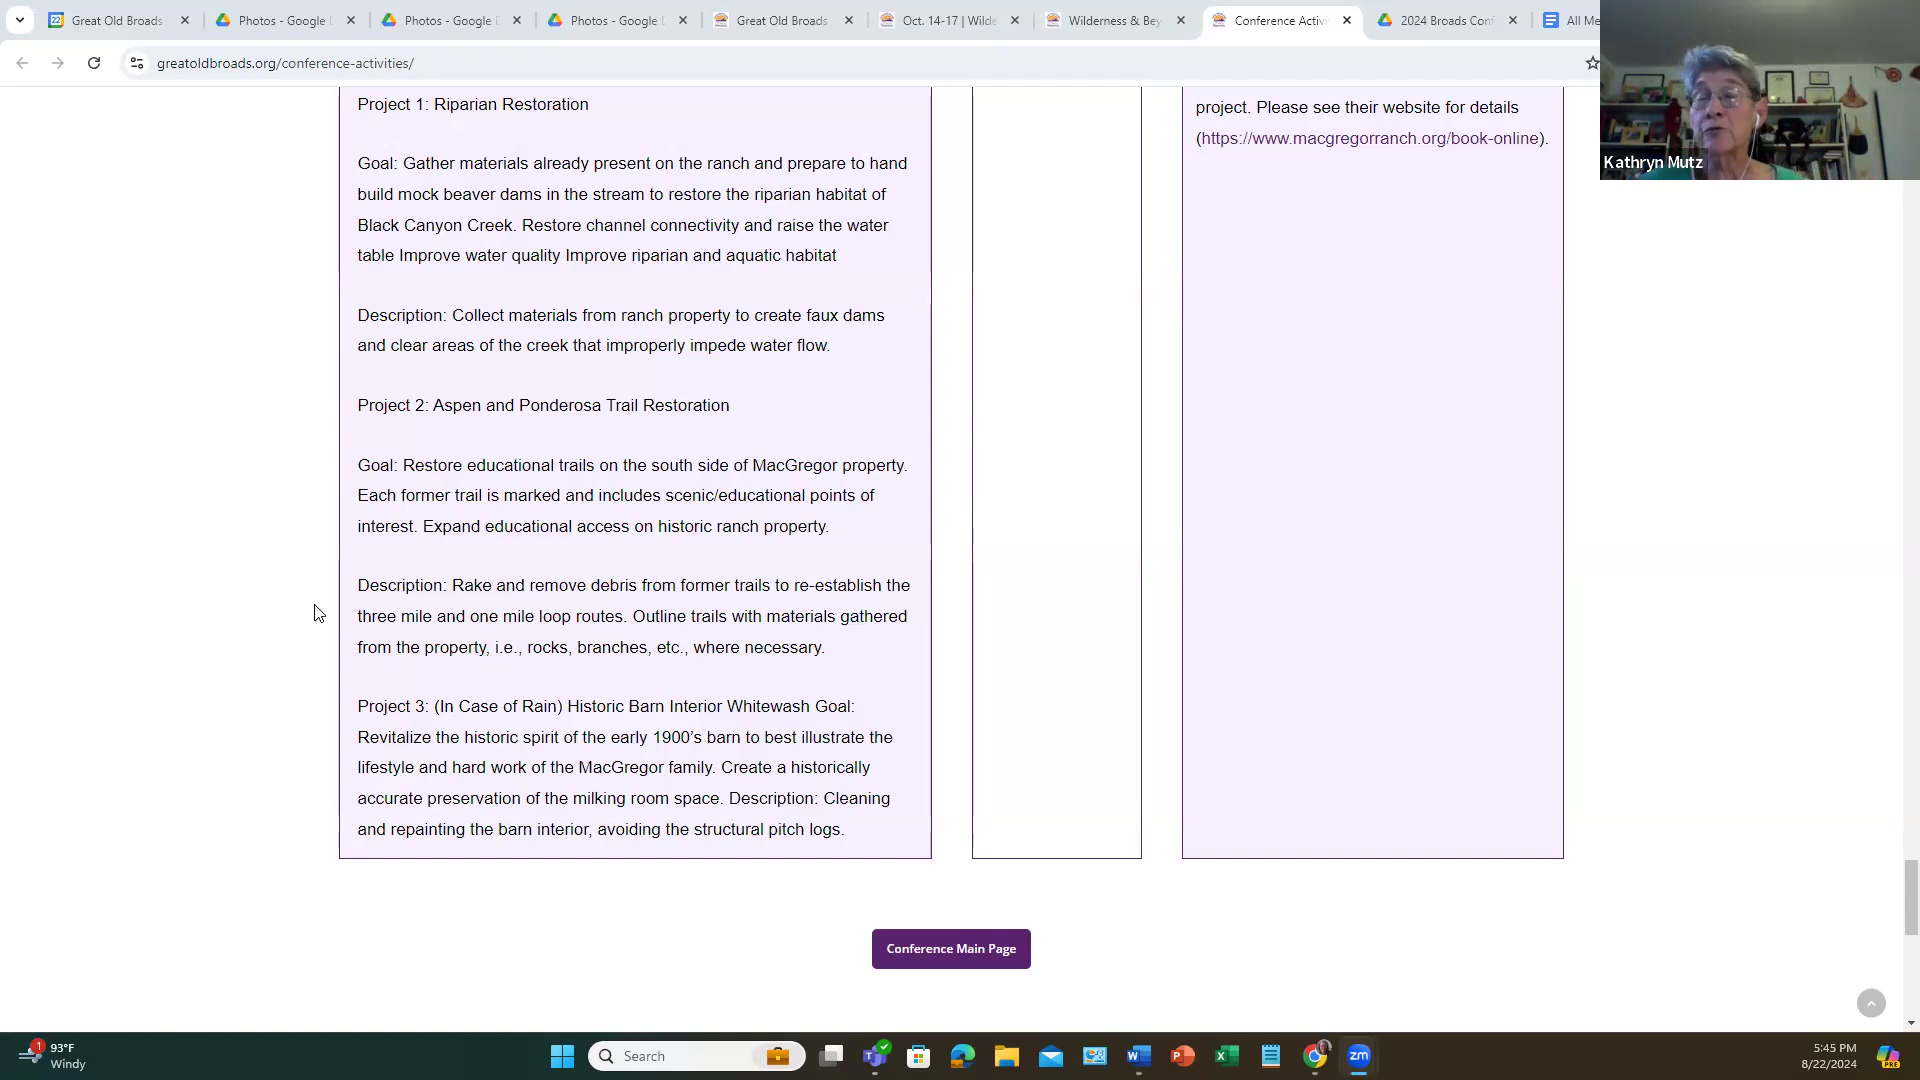 Great Old Broads
Photos - Google D
Photos - Google D
Photos - Google D
Great Old Broads
Oct. 14-17 | Wilde
Wilderness & Bey
Conference Activi
2024 Broads Conf
All Me
greatoldbroads.org/conference-activities/
Kathryn Mutz
Project 1: Riparian Restoration
Goal: Gather materials already present on the ranch and prepare to hand
build mock beaver dams in the stream to restore the riparian habitat of
Black Canyon Creek. Restore channel connectivity and raise the water
table Improve water quality Improve riparian and aquatic habitat
Description: Collect materials from ranch property to create faux dams
and clear areas of the creek that improperly impede water flow.
Project 2: Aspen and Ponderosa Trail Restoration
Goal: Restore educational trails on the south side of MacGregor property.
Each former trail is marked and includes scenic/educational points of
interest. Expand educational access on historic ranch property.
Description: Rake and remove debris from former trails to re-establish the
three mile and one mile loop routes. Outline trails with materials gathered
from the property, i.e., rocks, branches, etc., where necessary.
Project 3: (In Case of Rain) Historic Barn Interior Whitewash Goal:
Revitalize the historic spirit of the early 1900’s barn to best illustrate the
lifestyle and hard work of the MacGregor family. Create a historically
accurate preservation of the milking room space. Description: Cleaning
and repainting the barn interior, avoiding the structural pitch logs.
project. Please see their website for details
(https://www.macgregorranch.org/book-online).
Conference Main Page
1
93°F
Windy
Search
zm
5:45 PM
8/22/2024
PRE